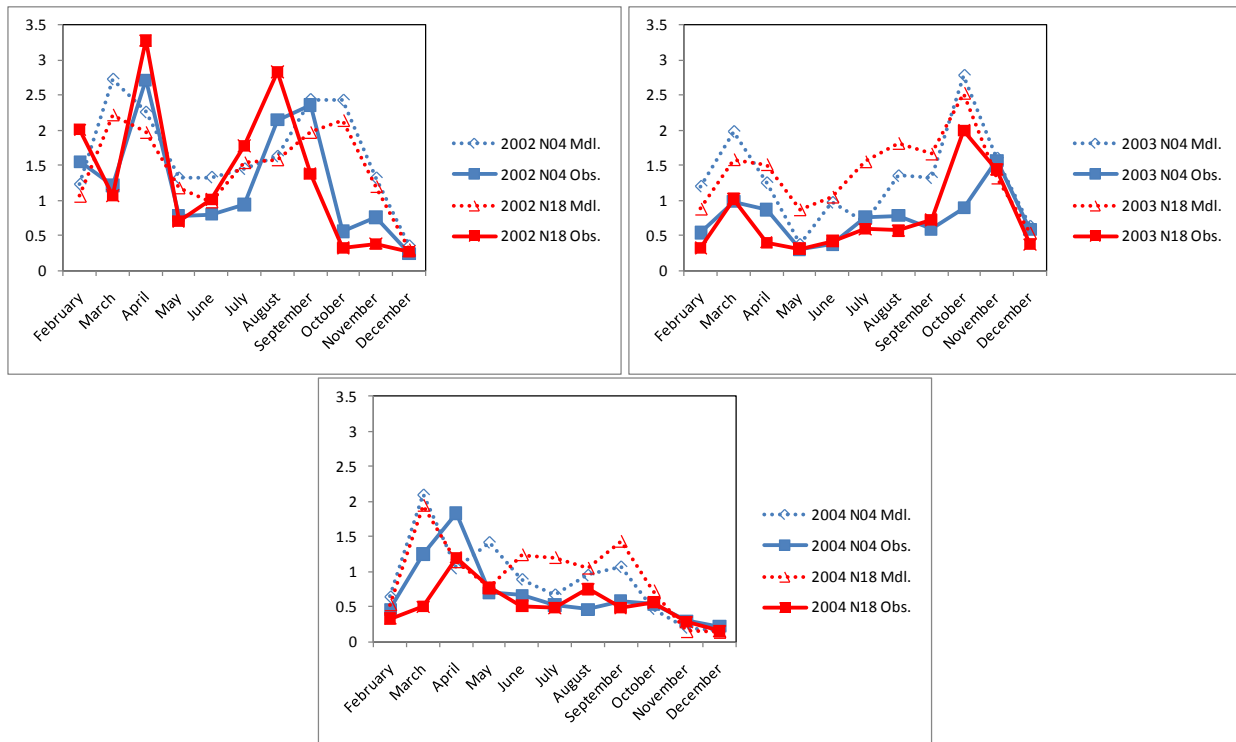 3.5
3
2.5
2
1.5
1
0.5
0
February
March
April
May
June
July
August
September
October
November
December
2002 N04 Mdl.
2002 N04 Obs.
2002 N18 Mdl.
2002 N18 Obs.
3.5
3
2.5
2
1.5
1
0.5
0
February
March
April
May
June
July
August
September
October
November
December
2003 N04 Mdl.
2003 N04 Obs.
2003 N18 Mdl.
2003 N18 Obs.
3.5
3
2.5
2
1.5
1
0.5
0
February
March
April
May
June
July
August
September
October
November
December
2004 N04 Mdl.
2004 N04 Obs.
2004 N18 Mdl.
2004 N18 Obs.